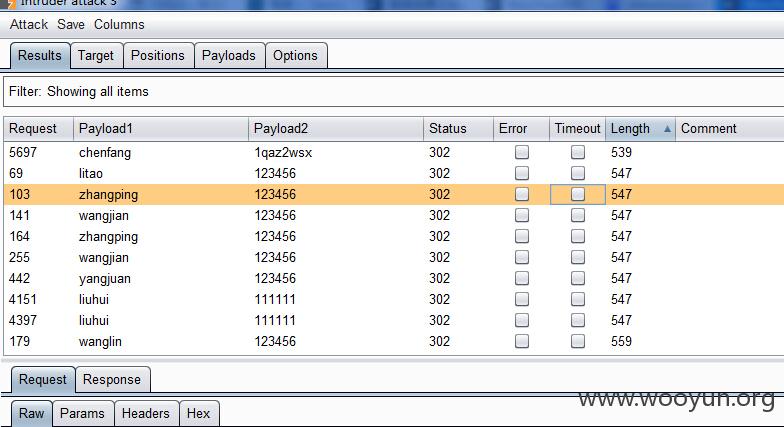 Intruder attack 3
Attack Save Columns
Results Target Positions Payloads Options
Filter: Showing all items
Request Payload1 Payload2 Status Error Timeout Length Comment
5697 chenfang 1qaz2wsx 302 539
69 litao 123456 302 547
103 zhangping 123456 302 547
141 wangjian 123456 302 547
164 zhangping 123456 302 547
255 wangjian 123456 302 547
442 yangjuan 123456 302 547
4151 liuhui 111111 302 547
4397 liuhui 111111 302 547
179 wanglin 123456 302 559
Request Response
Raw Params Headers Hex
www.wooyun.org